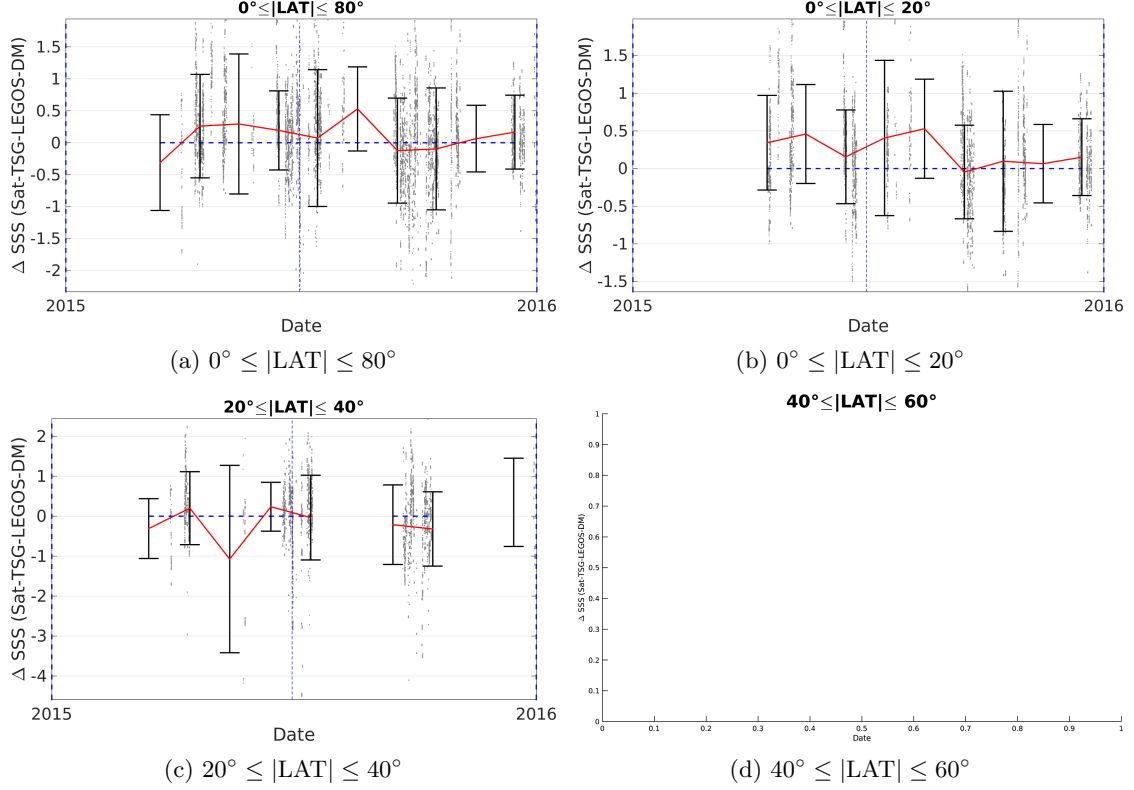 0°≤|LAT|≤ 80°
Δ SSS (Sat-TSG-LEGOS-DM)
1.5
1
0.5
0
-0.5
-1
-1.5
-2
2015
2016
Date
(a) 0° ≤ |LAT| ≤ 80°
0°≤|LAT|≤ 20°
Δ SSS (Sat-TSG-LEGOS-DM)
1.5
1
0.5
0
-0.5
-1
-1.5
2015
2016
Date
(b) 0° ≤ |LAT| ≤ 20°
20°≤|LAT|≤ 40°
Δ SSS (Sat-TSG-LEGOS-DM)
2
1
0
-1
-2
-3
-4
2015
2016
Date
(c) 20° ≤ |LAT| ≤ 40°
40°≤|LAT|≤ 60°
Δ SSS (Sat-TSG-LEGOS-DM)
1
0.9
0.8
0.7
0.6
0.5
0.4
0.3
0.2
0.1
0
0 0.1 0.2 0.3 0.4 0.5 0.6 0.7 0.8 0.9 1
Date
(d) 40° ≤ |LAT| ≤ 60°